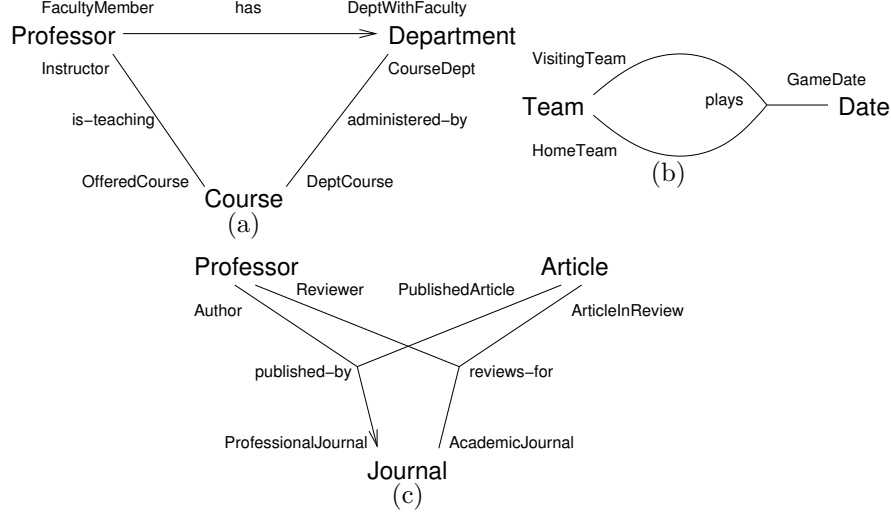 FacultyMember has DeptWithFaculty
Professor Department
Instructor CourseDept
is-teaching administered-by
OfferedCourse DeptCourse
Course
(a)
VisitingTeam
GameDate
Team plays Date
HomeTeam
(b)
Professor Article
Reviewer PublishedArticle
Author ArticleInReview
published-by reviews-for
ProfessionalJournal AcademicJournal
Journal
(c)